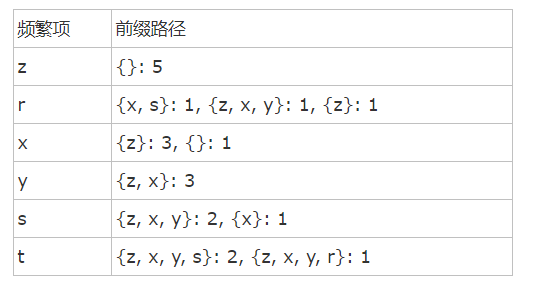 频繁项 前缀路径
z {}: 5
r {x, s}: 1, {z, x, y}: 1, {z}: 1
x {z}: 3, {}: 1
y {z, x}: 3
s {z, x, y}: 2, {x}: 1
t {z, x, y, s}: 2, {z, x, y, r}: 1